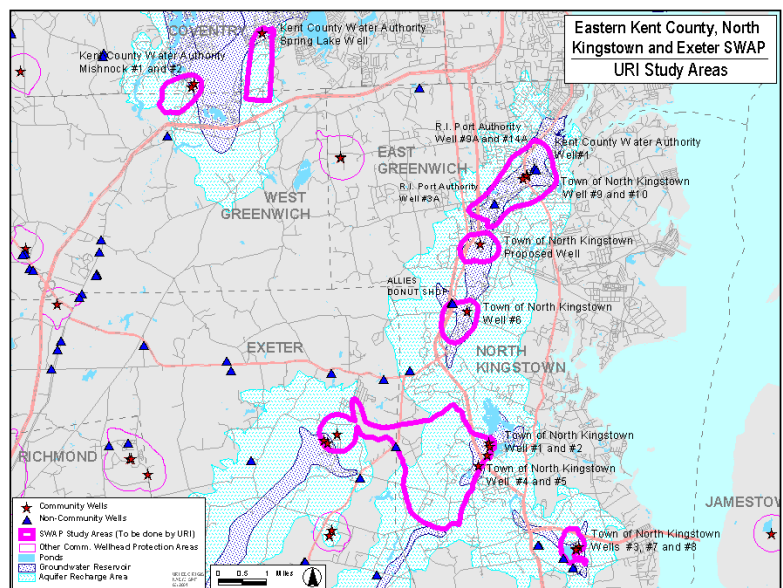 Eastern Kent County, North
Kingstown and Exeter SWAP
URI Study Areas
COVENTRY
Kent County Water Authority
Spring Lake Well
Kent County Water Authority
Mishnock #1 and #2
R.I. Port Authority
Well #9A and #14A
EAST
GREENWICH
Kent County Water Authority
Well#1
WEST
GREENWICH
R.I. Port Authority
Well #3A
Town of North Kingstown
Well #9 and #10
Town of North Kingstown
Proposed Well
ALLIES
DONUT SHOP
Town of North Kingstown
Well #6
EXETER
NORTH
KINGSTOWN
RICHMOND
Town of North Kingstown
Well #1 and #2
Town of North Kingstown
Well #4 and #5
JAMESTOW
Town of North Kingstown
Wells #3, #7 and #8
Community Wells
Non-Community Wells
SWAP Study Areas (To be done by URI)
Other Comm. Wellhead Protection Areas
Ponds
Groundwater Reservoir
Aquifer Recharge Area
0 0.5 1 Miles